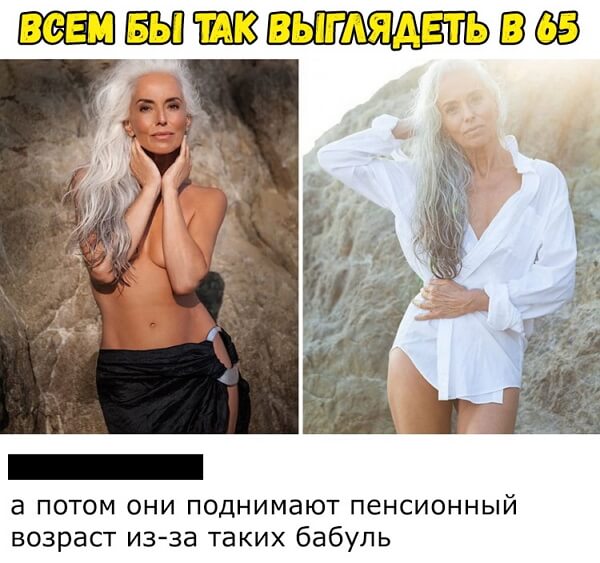 ВСЕМ БЫ ТАК ВЫГЛЯДЕТЬ В 65
а потом они поднимают пенсионный
возраст из-за таких бабуль